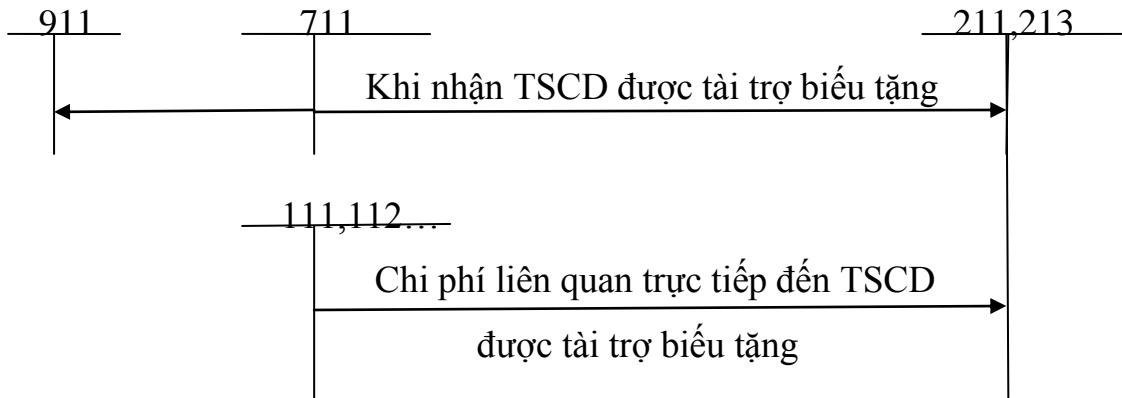 911 711 211,213
Khi nhận TSCD được tài trợ biếu tặng
111,112…
Chi phí liên quan trực tiếp đến TSCD
được tài trợ biếu tặng